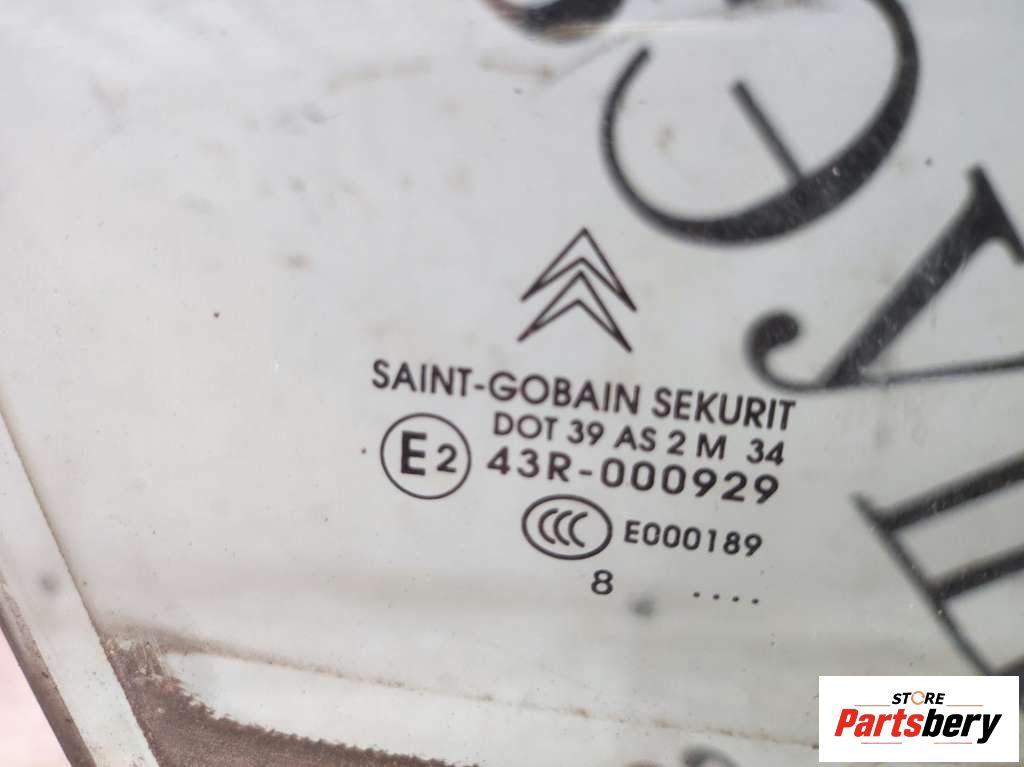 SAINT-GOBAIN SEKURIT
DOT 39 AS 2 M 34
E2 43R-000929
CCC E000189
8 ....
STORE
Partsbery